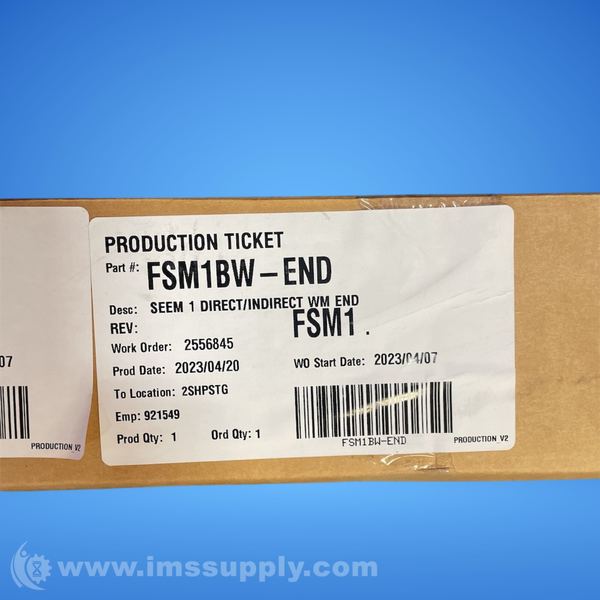 PRODUCTION TICKET
Part #: FSM1BW-END
Desc: SEEM 1 DIRECT/INDIRECT WM END
REV: FSM1 .
Work Order: 2556845
Prod Date: 2023/04/20 WO Start Date: 2023/04/07
To Location: 2SHPSTG
Emp: 921549
Prod Qty: 1 Ord Qty: 1
FSM1BW-END
PRODUCTION V2
07
PRODUCTION V2
www.imssupply.com